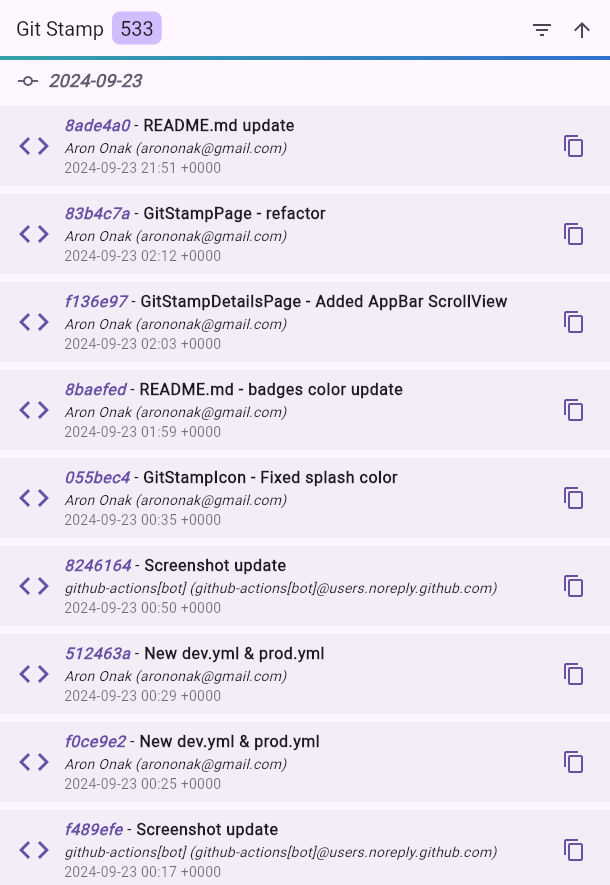 Git Stamp 533
2024-09-23
8ade4a0 - README.md update
Aron Onak (arononak@gmail.com)
2024-09-23 21:51 +0000
83b4c7a - GitStampPage - refactor
Aron Onak (arononak@gmail.com)
2024-09-23 02:12 +0000
f136e97 - GitStampDetailsPage - Added AppBar ScrollView
Aron Onak (arononak@gmail.com)
2024-09-23 02:03 +0000
8baefed - README.md - badges color update
Aron Onak (arononak@gmail.com)
2024-09-23 01:59 +0000
055bec4 - GitStampIcon - Fixed splash color
Aron Onak (arononak@gmail.com)
2024-09-23 00:35 +0000
8246164 - Screenshot update
github-actions[bot] (github-actions[bot]@users.noreply.github.com)
2024-09-23 00:50 +0000
512463a - New dev.yml & prod.yml
Aron Onak (arononak@gmail.com)
2024-09-23 00:29 +0000
f0ce9e2 - New dev.yml & prod.yml
Aron Onak (arononak@gmail.com)
2024-09-23 00:25 +0000
f489efe - Screenshot update
github-actions[bot] (github-actions[bot]@users.noreply.github.com)
2024-09-23 00:17 +0000